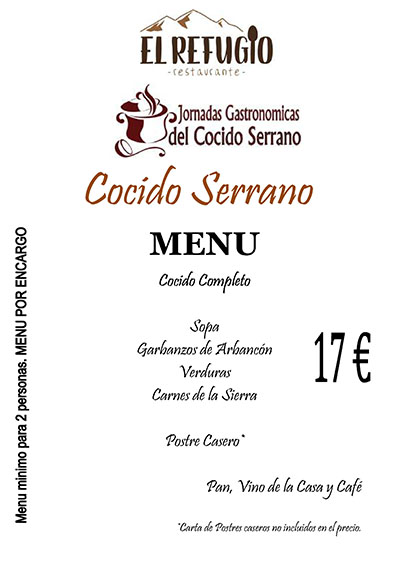 EL REFUGIO
-restaurante-
Jornadas Gastronomicas
del Cocido Serrano
Cocido Serrano
MENU
Cocido Completo
Sopa
Garbanzos de Arbancón
Verduras
Carnes de la Sierra
17 €
Postre Casero*
Pan, Vino de la Casa y Café
*Carta de Postres caseros no incluidos en el precio.
Menu minimo para 2 personas. MENU POR ENCARGO